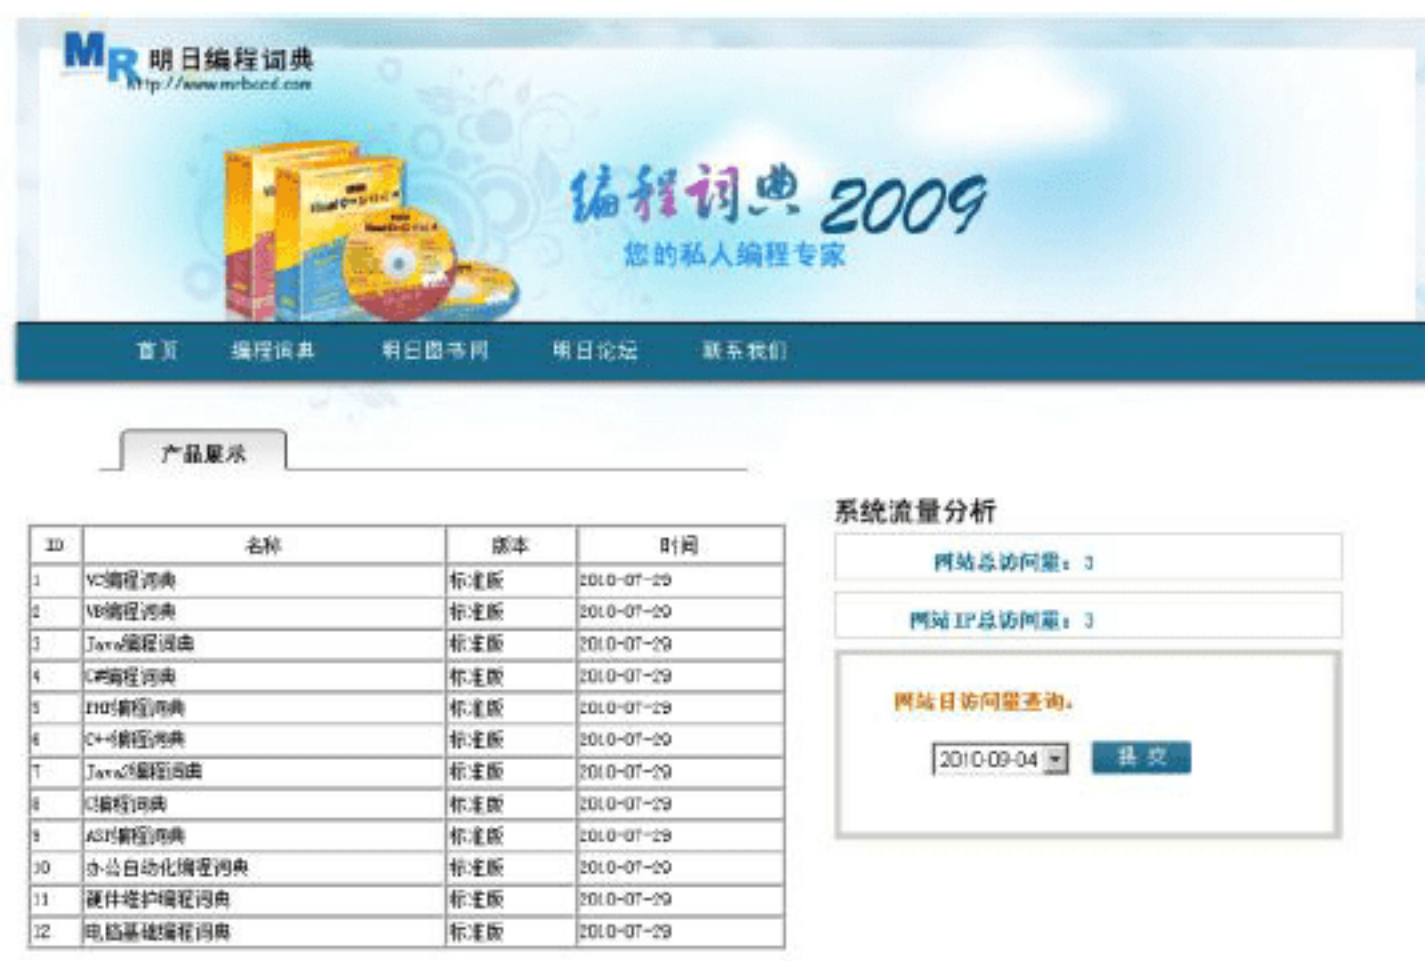 MR 明日编程词典
http://www.mrbccd.com
编程词典 2009
您的私人编程专家
首页 编程词典 明日图书网 明日论坛 联系我们
产品展示
ID 名称 版本 时间
1 VC编程词典 标准版 2010-07-29
2 VB编程词典 标准版 2010-07-29
3 Java编程词典 标准版 2010-07-29
4 C#编程词典 标准版 2010-07-29
5 PHP编程词典 标准版 2010-07-29
6 C++编程词典 标准版 2010-07-29
7 Java2编程词典 标准版 2010-07-29
8 C编程词典 标准版 2010-07-29
9 ASP编程词典 标准版 2010-07-29
10 办公自动化编程词典 标准版 2010-07-29
11 硬件维护编程词典 标准版 2010-07-29
12 电脑基础编程词典 标准版 2010-07-29
系统流量分析
网站总访问量：3
网站IP总访问量：3
网站日访问量查询：
2010-09-04 提 交